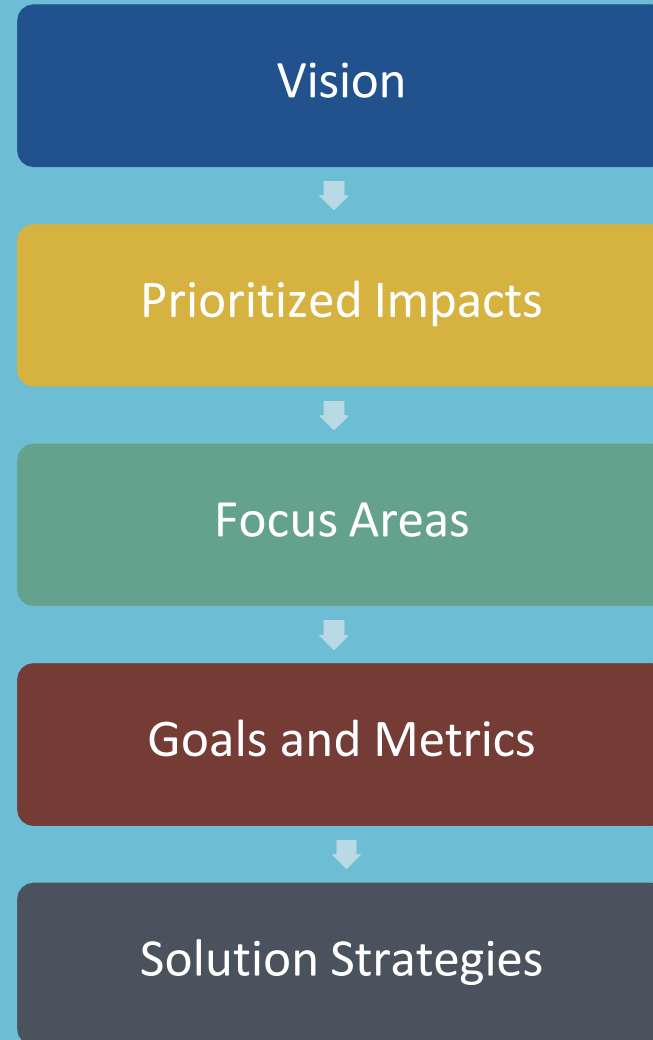 Vision
Prioritized Impacts
Focus Areas
Goals and Metrics
Solution Strategies